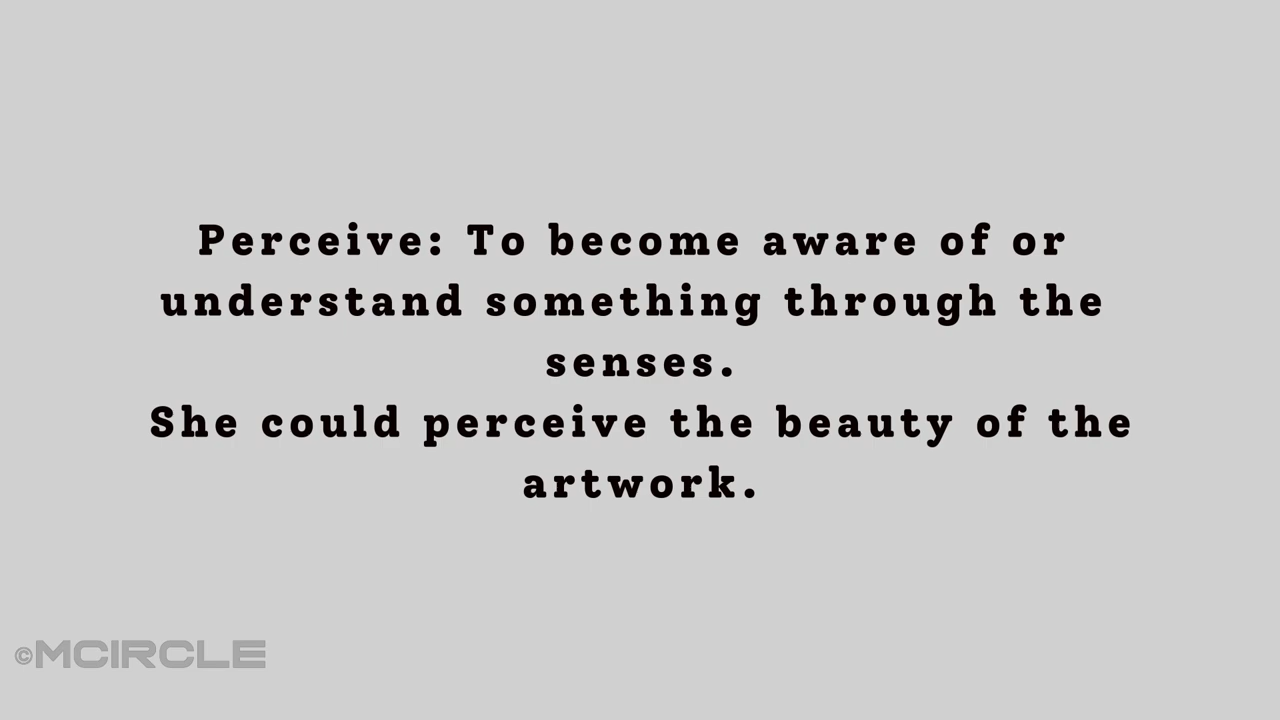 Perceive: To become aware of or
understand something through the
senses.
She could perceive the beauty of the
artwork.
©MCIRCLE